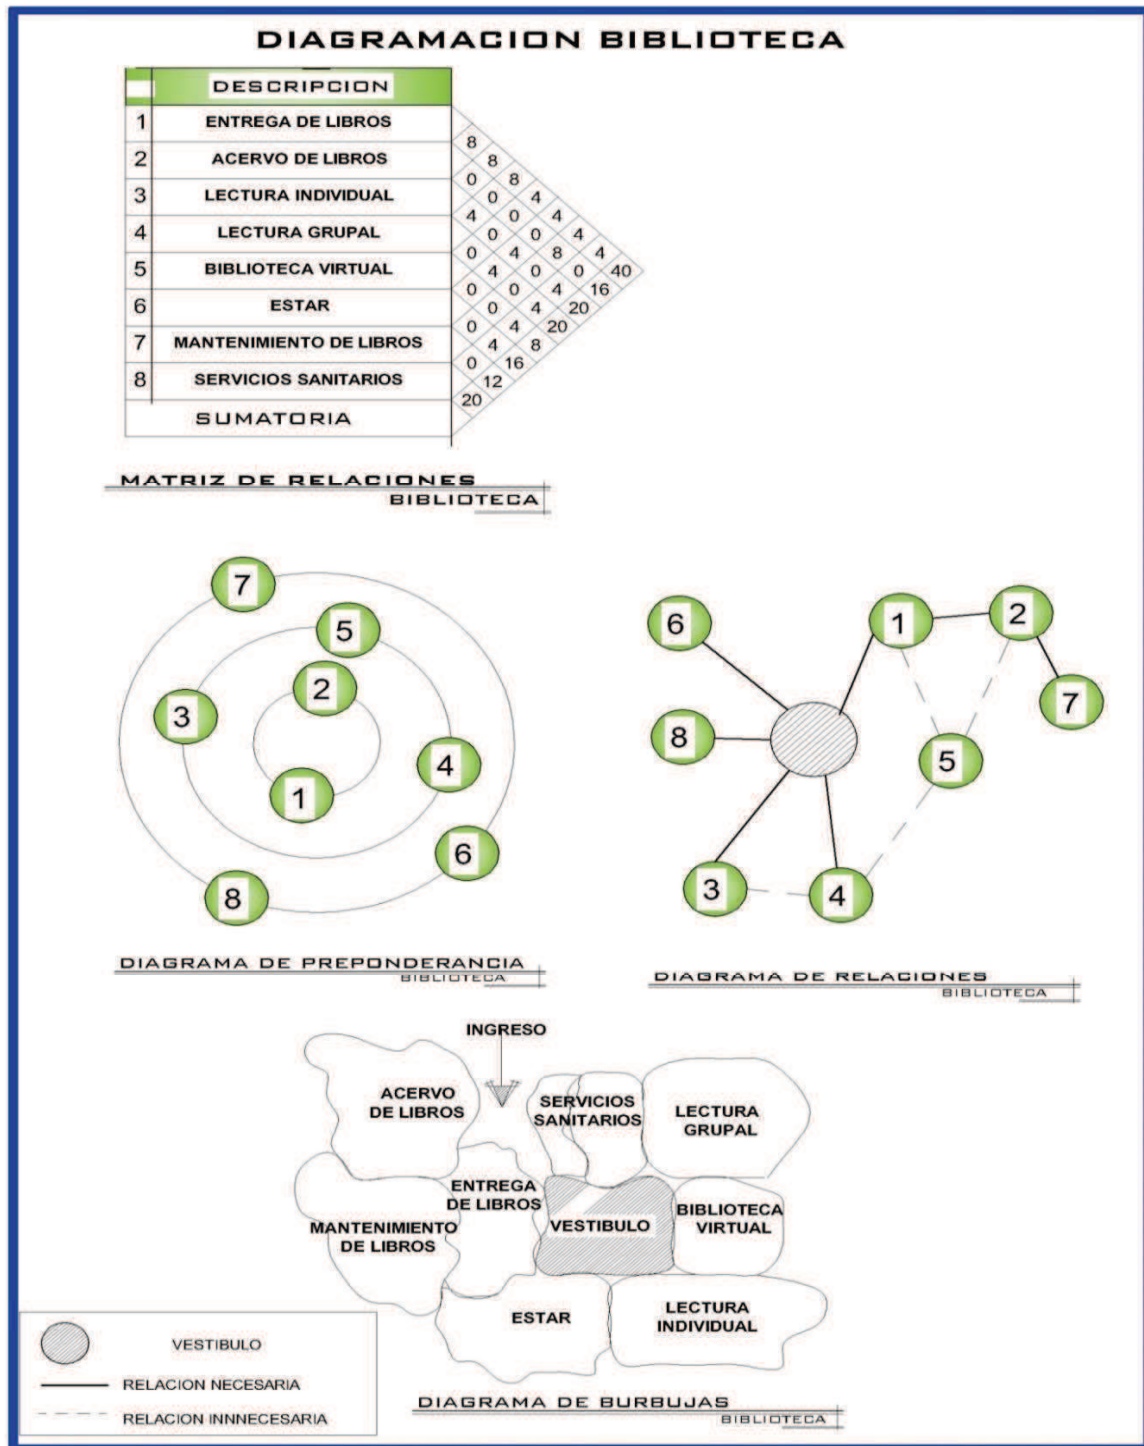 DIAGRAMACION BIBLIOTECA
DESCRIPCION
1 ENTREGA DE LIBROS
2 ACERVO DE LIBROS
3 LECTURA INDIVIDUAL
4 LECTURA GRUPAL
5 BIBLIOTECA VIRTUAL
6 ESTAR
7 MANTENIMIENTO DE LIBROS
8 SERVICIOS SANITARIOS
SUMATORIA
8
8
0 8
0 4
4 0 4
0 0 4
0 4 8 4
4 0 0 40
0 0 4 16
0 4 20
0 4 20
4 8
0 16
12
20
MATRIZ DE RELACIONES
BIBLIOTECA
7
5
2
3
4
1
6
8
DIAGRAMA DE PREPONDERANCIA
BIBLIOTECA
6
1
2
7
8
5
3
4
DIAGRAMA DE RELACIONES
BIBLIOTECA
INGRESO
ACERVO
DE LIBROS
SERVICIOS
SANITARIOS
LECTURA
GRUPAL
ENTREGA
DE LIBROS
MANTENIMIENTO
DE LIBROS
VESTIBULO
BIBLIOTECA
VIRTUAL
ESTAR
LECTURA
INDIVIDUAL
VESTIBULO
RELACION NECESARIA
RELACION INNNECESARIA
DIAGRAMA DE BURBUJAS
BIBLIOTECA